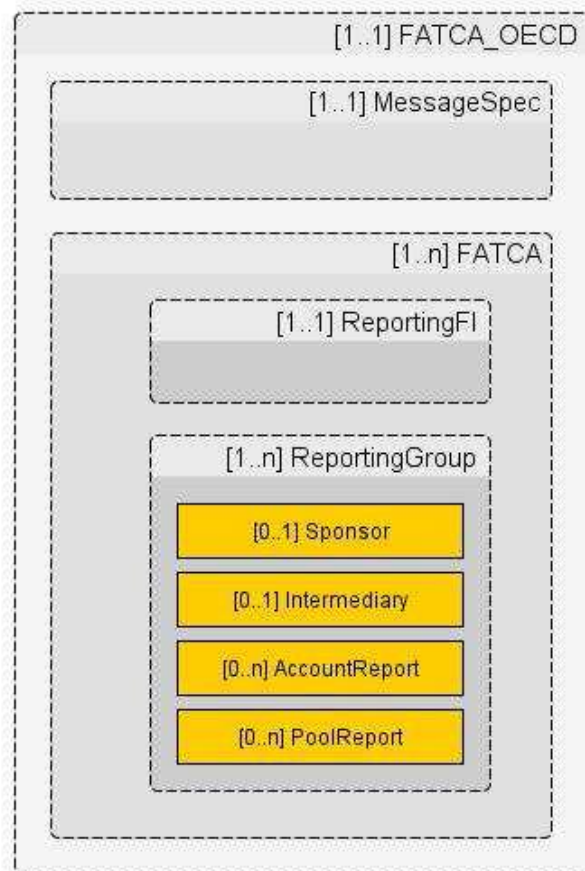 [1..1] FATCA_OECD
[1..1] MessageSpec
[1..n] FATCA
[1..1] ReportingFI
[1..n] ReportingGroup
[0..1] Sponsor
[0..1] Intermediary
[0..n] AccountReport
[0..n] PoolReport